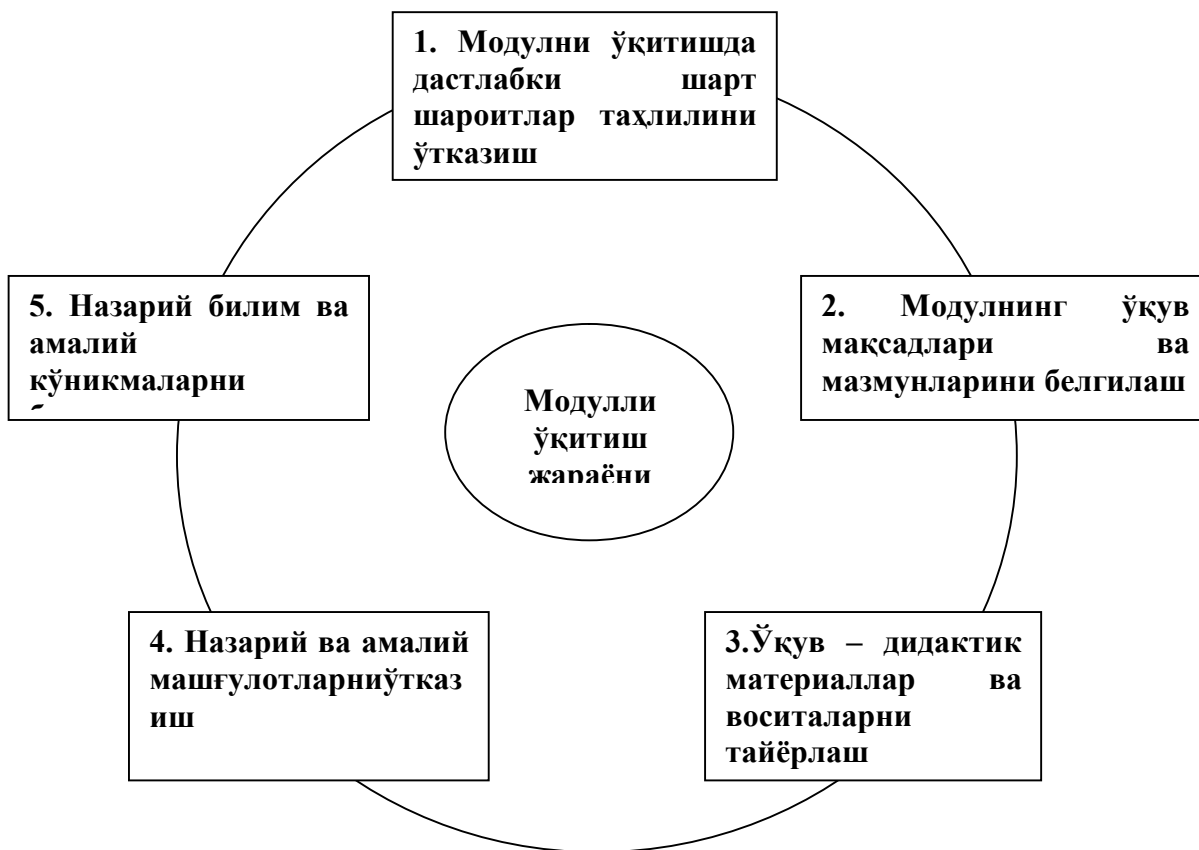 1. Модулни ўқитишда
дастлабки шарт
шароитлар таҳлилини
ўтказиш
2. Модулнинг ўқув
мақсадлари ва
мазмунларини белгилаш
3.Ўқув – дидактик
материаллар ва
воситаларни
тайёрлаш
4. Назарий ва амалий
машғулотларниўтказ
иш
5. Назарий билим ва
амалий
кўникмаларни
Модулли
ўқитиш
жараёни